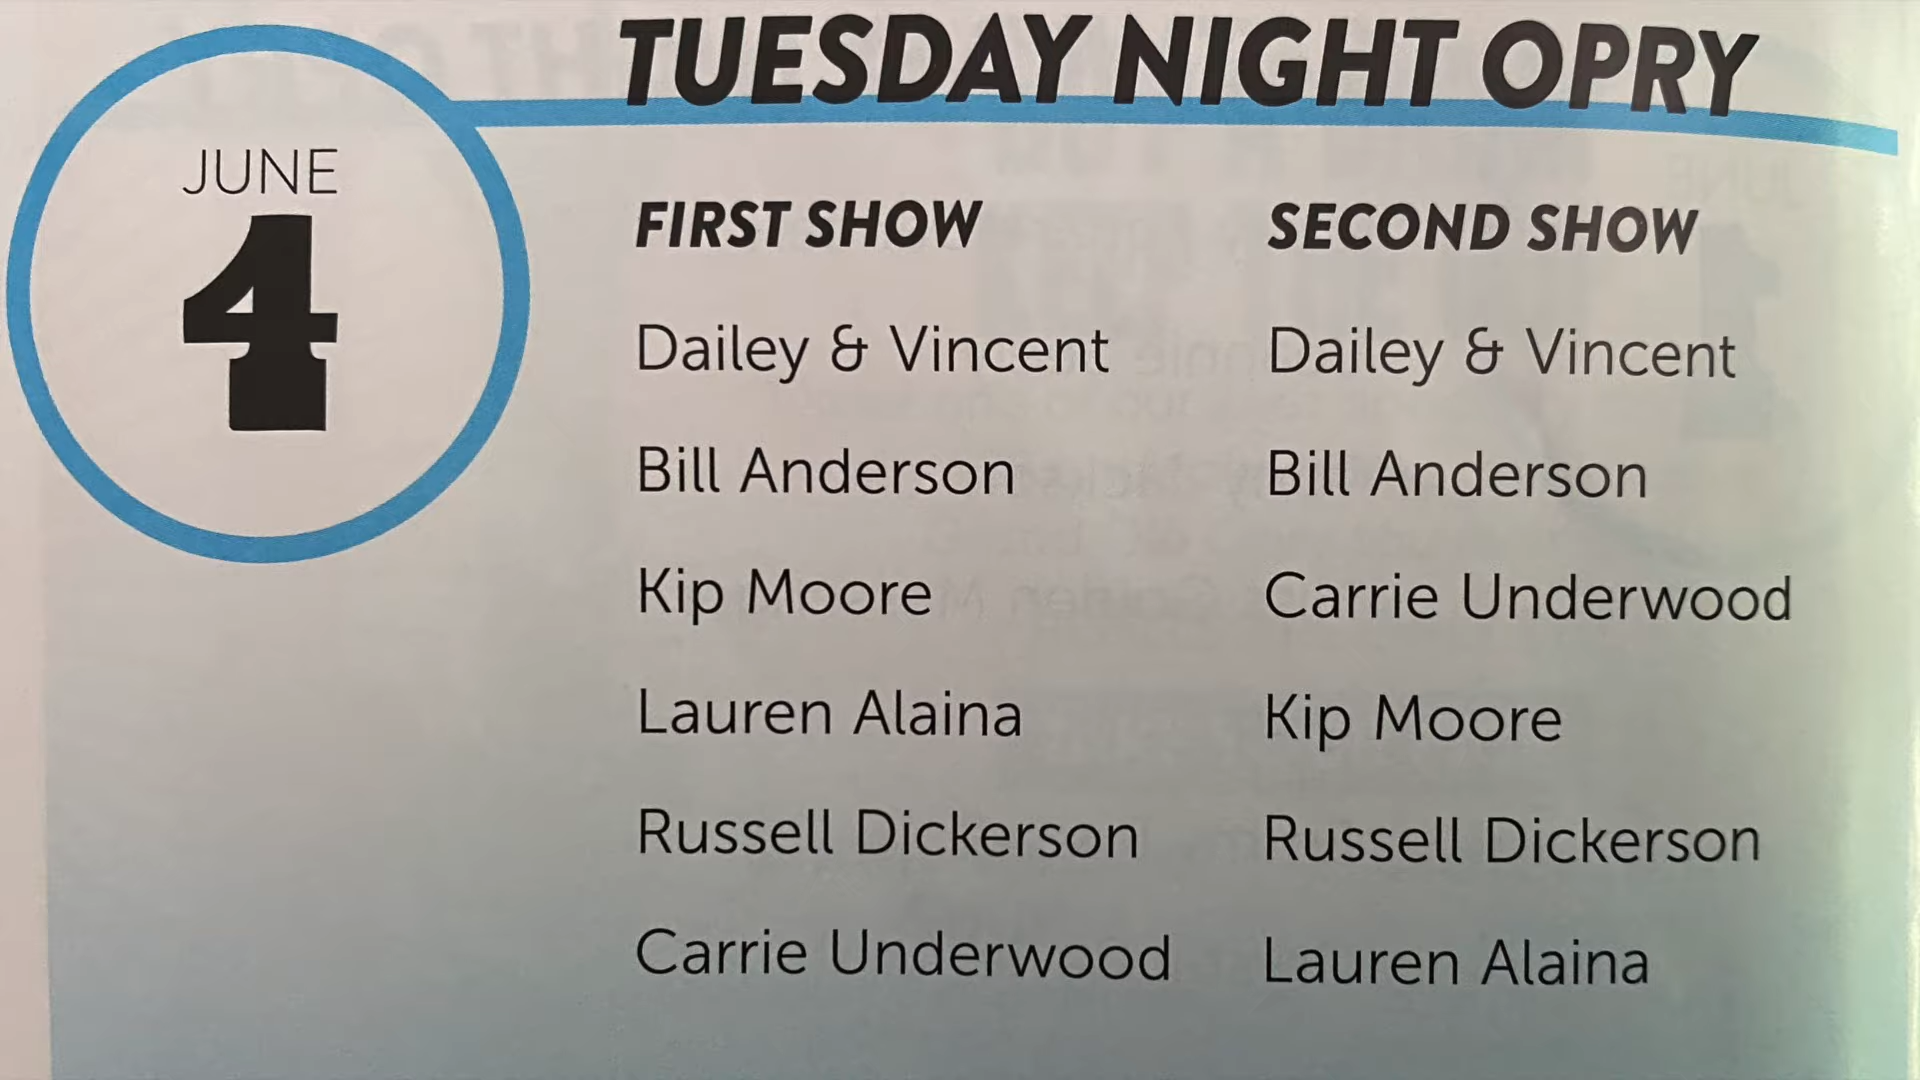 TUESDAY NIGHT OPRY
JUNE
4
FIRST SHOW
Dailey & Vincent
Bill Anderson
Kip Moore
Lauren Alaina
Russell Dickerson
Carrie Underwood
SECOND SHOW
Dailey & Vincent
Bill Anderson
Carrie Underwood
Kip Moore
Russell Dickerson
Lauren Alaina